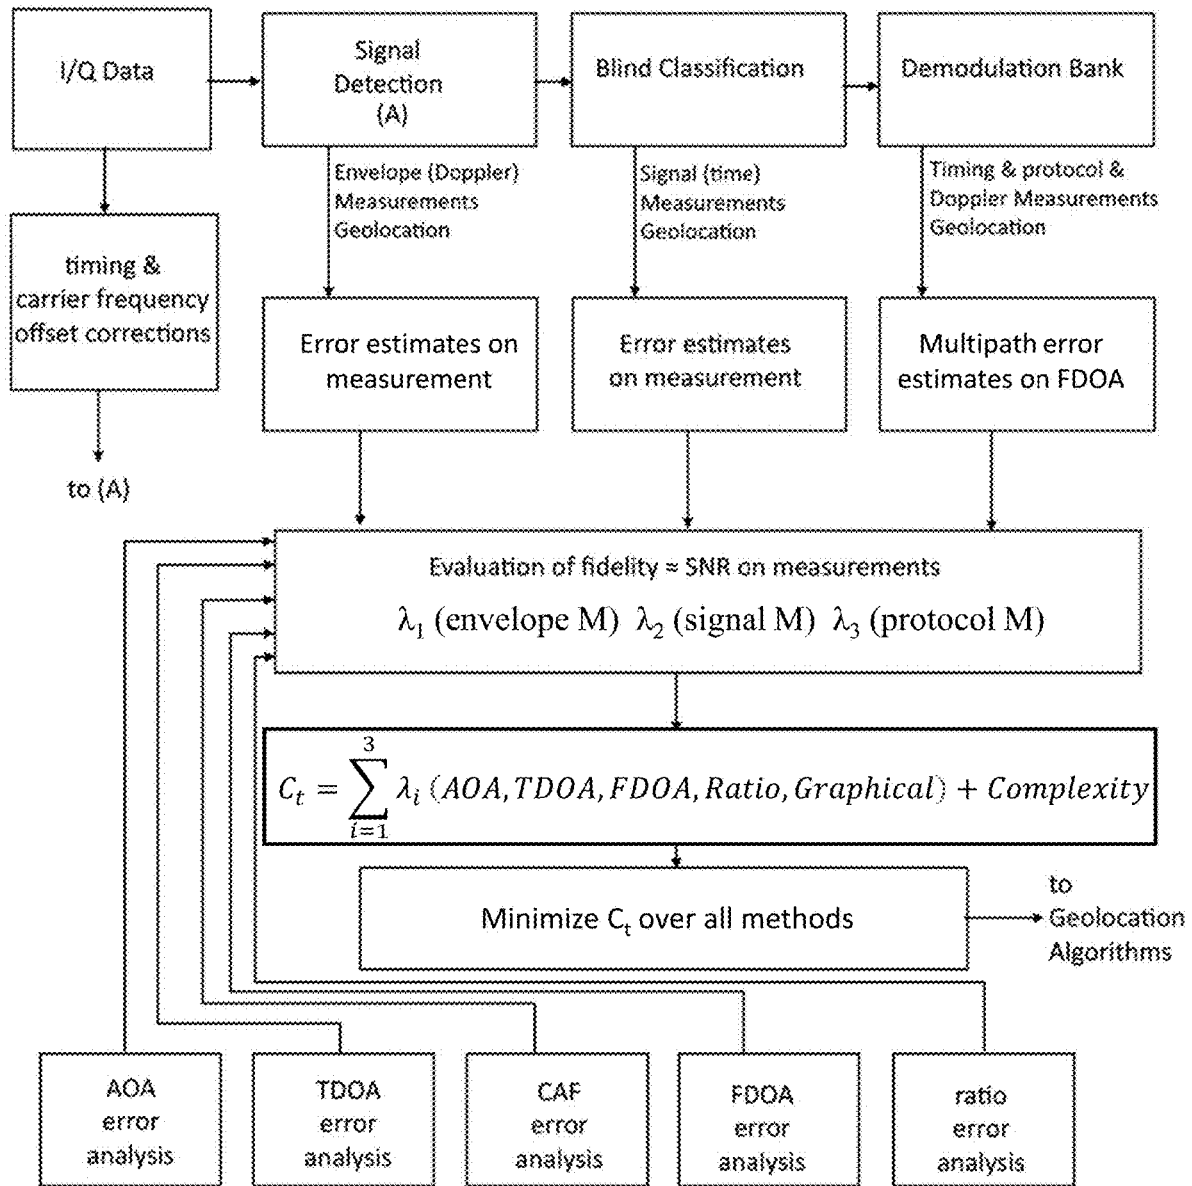 I/Q Data
Signal
Detection
(A)
Blind Classification
Demodulation Bank
Envelope (Doppler)
Measurements
Geolocation
Signal (time)
Measurements
Geolocation
Timing & protocol &
Doppler Measurements
Geolocation
timing &
carrier frequency
offset corrections
to (A)
Error estimates on
measurement
Error estimates
on measurement
Multipath error
estimates on FDOA
Evaluation of fidelity = SNR on measurements
λ₁ (envelope M) λ₂ (signal M) λ₃ (protocol M)
3
Cₜ = ∑ λᵢ (AOA, TDOA, FDOA, Ratio, Graphical) + Complexity
i=1
Minimize Cₜ over all methods
to
Geolocation
Algorithms
AOA
error
analysis
TDOA
error
analysis
CAF
error
analysis
FDOA
error
analysis
ratio
error
analysis